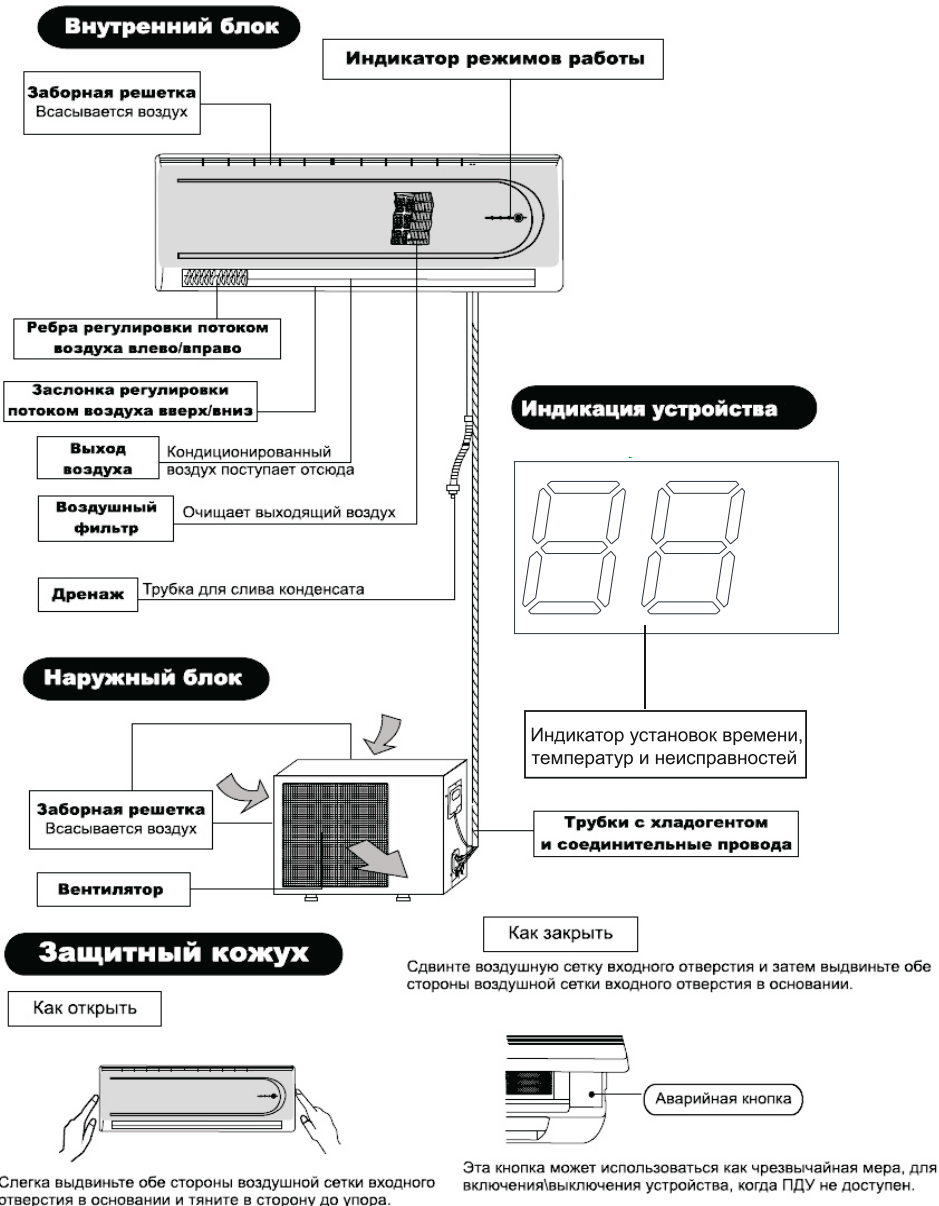 Внутренний блок
Индикатор режимов работы
Заборная решетка
Всасывается воздух
Ребра регулировки потоком
воздуха влево/вправо
Заслонка регулировки
потоком воздуха вверх/вниз
Выход
воздуха
Кондиционированный
воздух поступает отсюда
Воздушный
фильтр
Очищает выходящий воздух
Дренаж
Трубка для слива конденсата
Индикация устройства
88
Индикатор установок времени,
температур и неисправностей
Наружный блок
Заборная решетка
Всасывается воздух
Вентилятор
Трубки с хладогентом
и соединительные провода
Защитный кожух
Как открыть
Слегка выдвиньте обе стороны воздушной сетки входного
отверстия в основании и тяните в сторону до упора.
Как закрыть
Сдвинте воздушную сетку входного отверстия и затем выдвиньте обе
стороны воздушной сетки входного отверстия в основании.
Аварийная кнопка
Эта кнопка может использоваться как чрезвычайная мера, для
включения\выключения устройства, когда ПДУ не доступен.